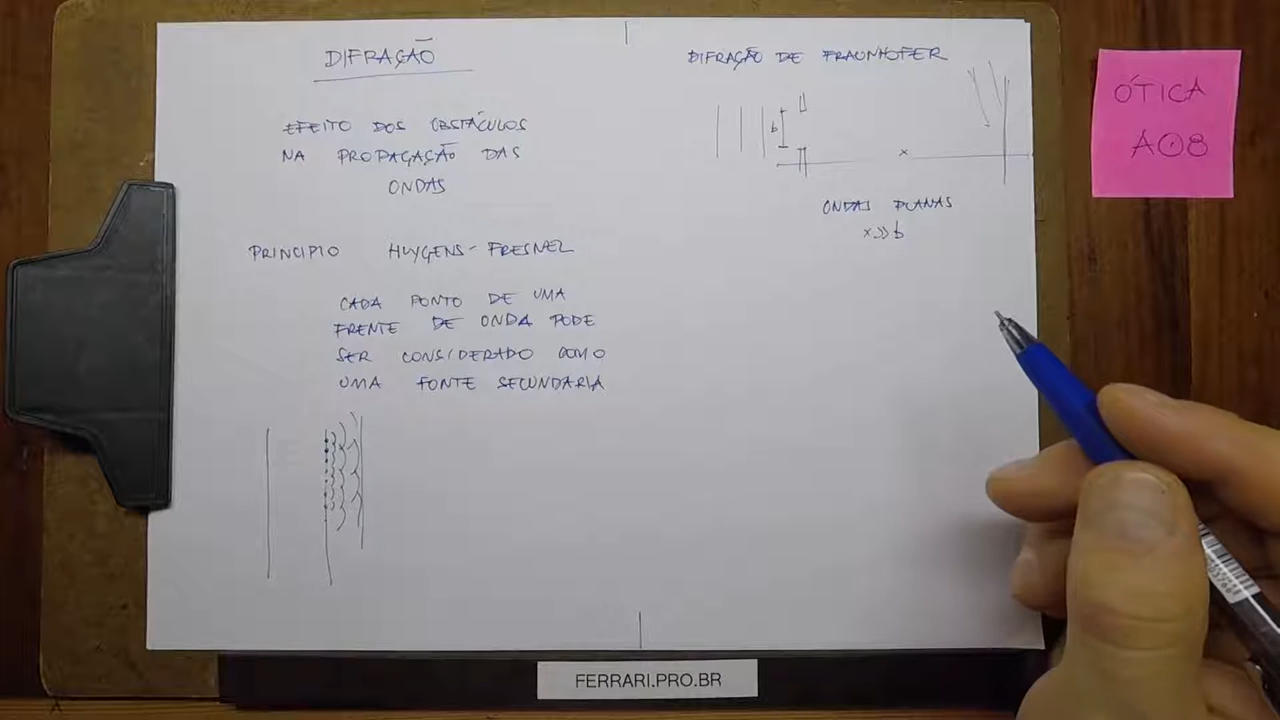 DIFRAÇÃO
EFEITO DOS OBSTÁCULOS
NA PROPAGAÇÃO DAS
ONDAS
PRINCIPIO HUYGENS-FRESNEL
CADA PONTO DE UMA
FRENTE DE ONDA PODE
SER CONSIDERADO COMO
UMA FONTE SECUNDARIA
DIFRAÇÃO DE FRAUNHOFER
b
x
ONDAS PLANAS
x>>b
ÓTICA
A08
FERRARI.PRO.BR